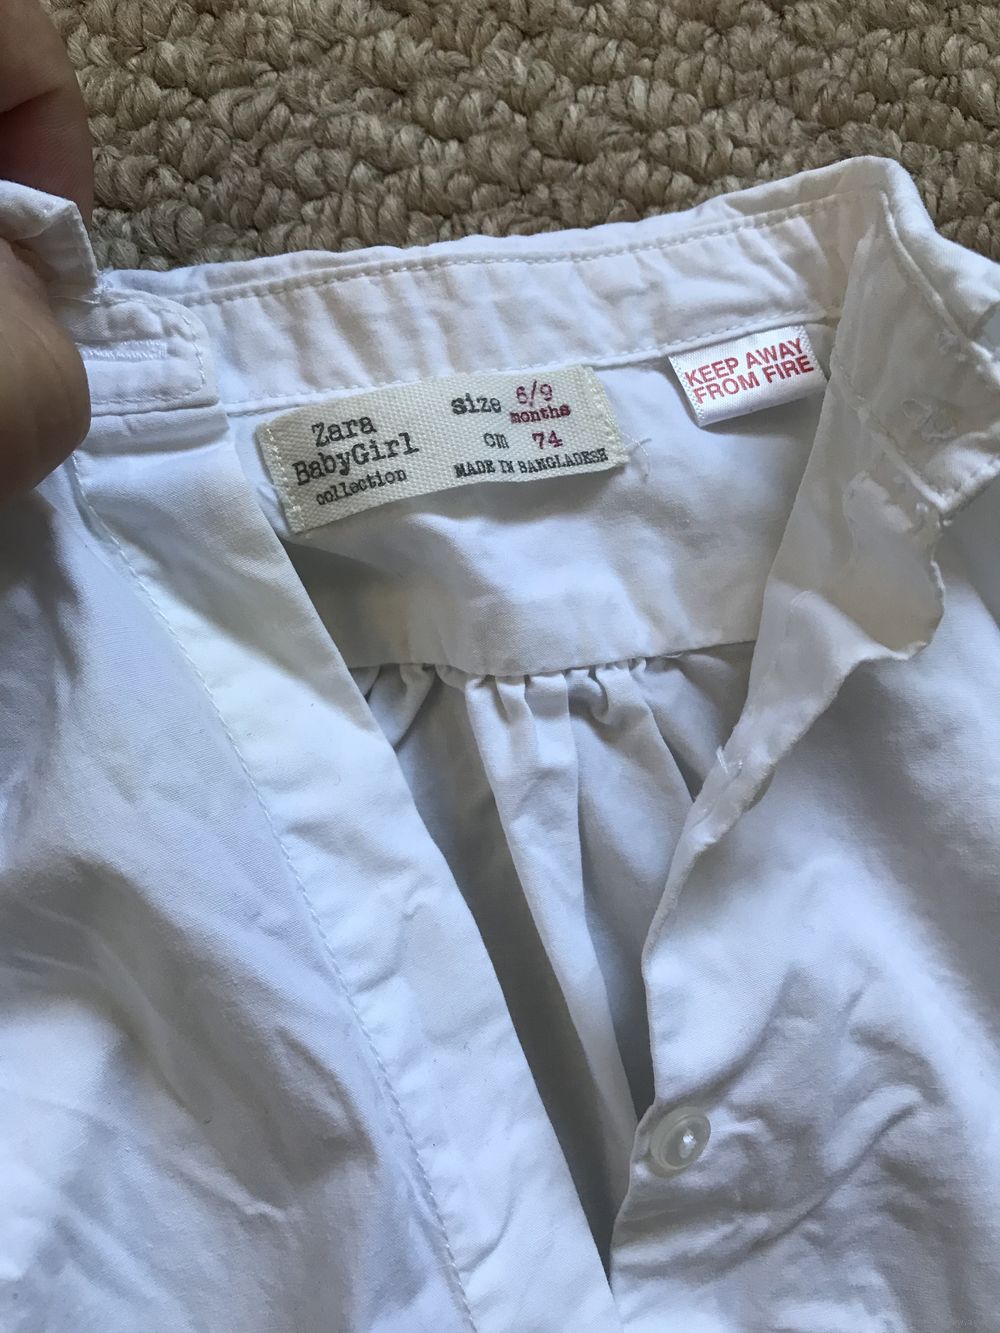 Zara
BabyGirl
collection
size 6/9
months
cm 74
MADE IN BANGLADESH
KEEP AWAY
FROM FIRE